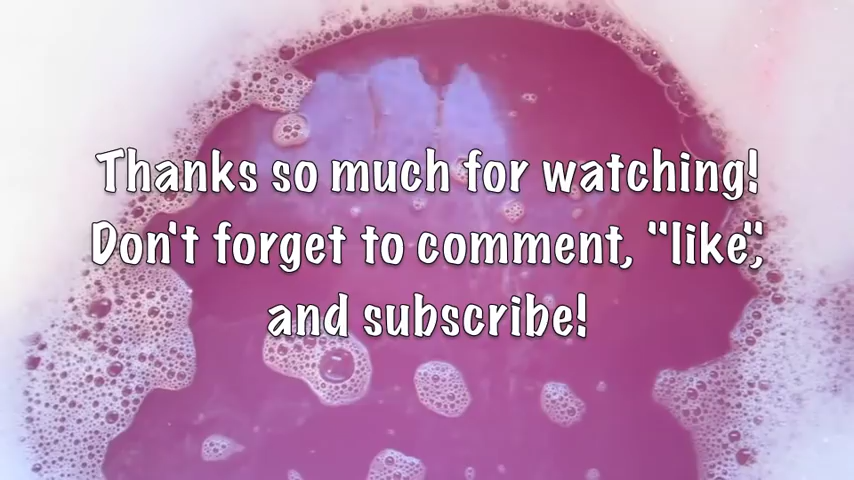 Thanks so much for watching!
Don't forget to comment, "like",
and subscribe!